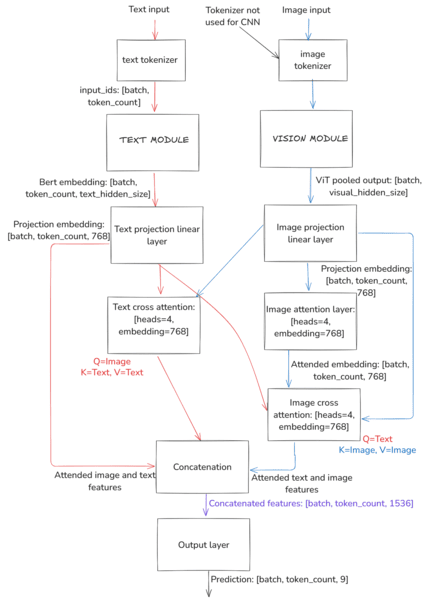 Text input
Tokenizer not
used for CNN
Image input
text tokenizer
image
tokenizer
input_ids: [batch,
token_count]
TEXT MODULE
VISION MODULE
Bert embedding: [batch,
token_count, text_hidden_size]
ViT pooled output: [batch,
visual_hidden_size]
Projection embedding:
[batch, token_count, 768]
Text projection linear
layer
Image projection
linear layer
Projection embedding:
[batch, token_count,
768]
Text cross attention:
[heads=4,
embedding=768]
Image attention layer:
[heads=4,
embedding=768]
Q=Image
K=Text, V=Text
Attended embedding: [batch,
token_count, 768]
Image cross
attention: [heads=4,
embedding=768]
Q=Text
K=Image, V=Image
Concatenation
Attended image and text
features
Attended text and image
features
Concatenated features: [batch, token_count, 1536]
Output layer
Prediction: [batch, token_count, 9]